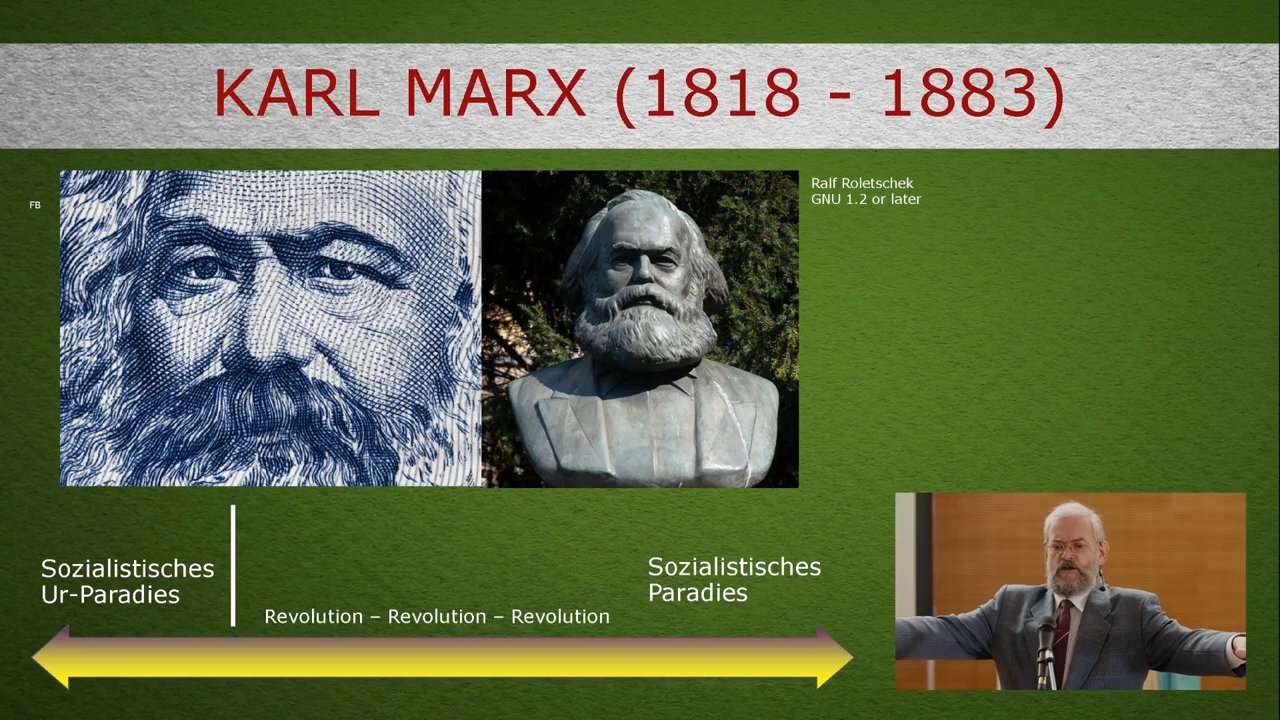 KARL MARX (1818 - 1883)
FB
Ralf Roletschek
GNU 1.2 or later
Sozialistisches
Ur-Paradies
Revolution – Revolution – Revolution
Sozialistisches
Paradies